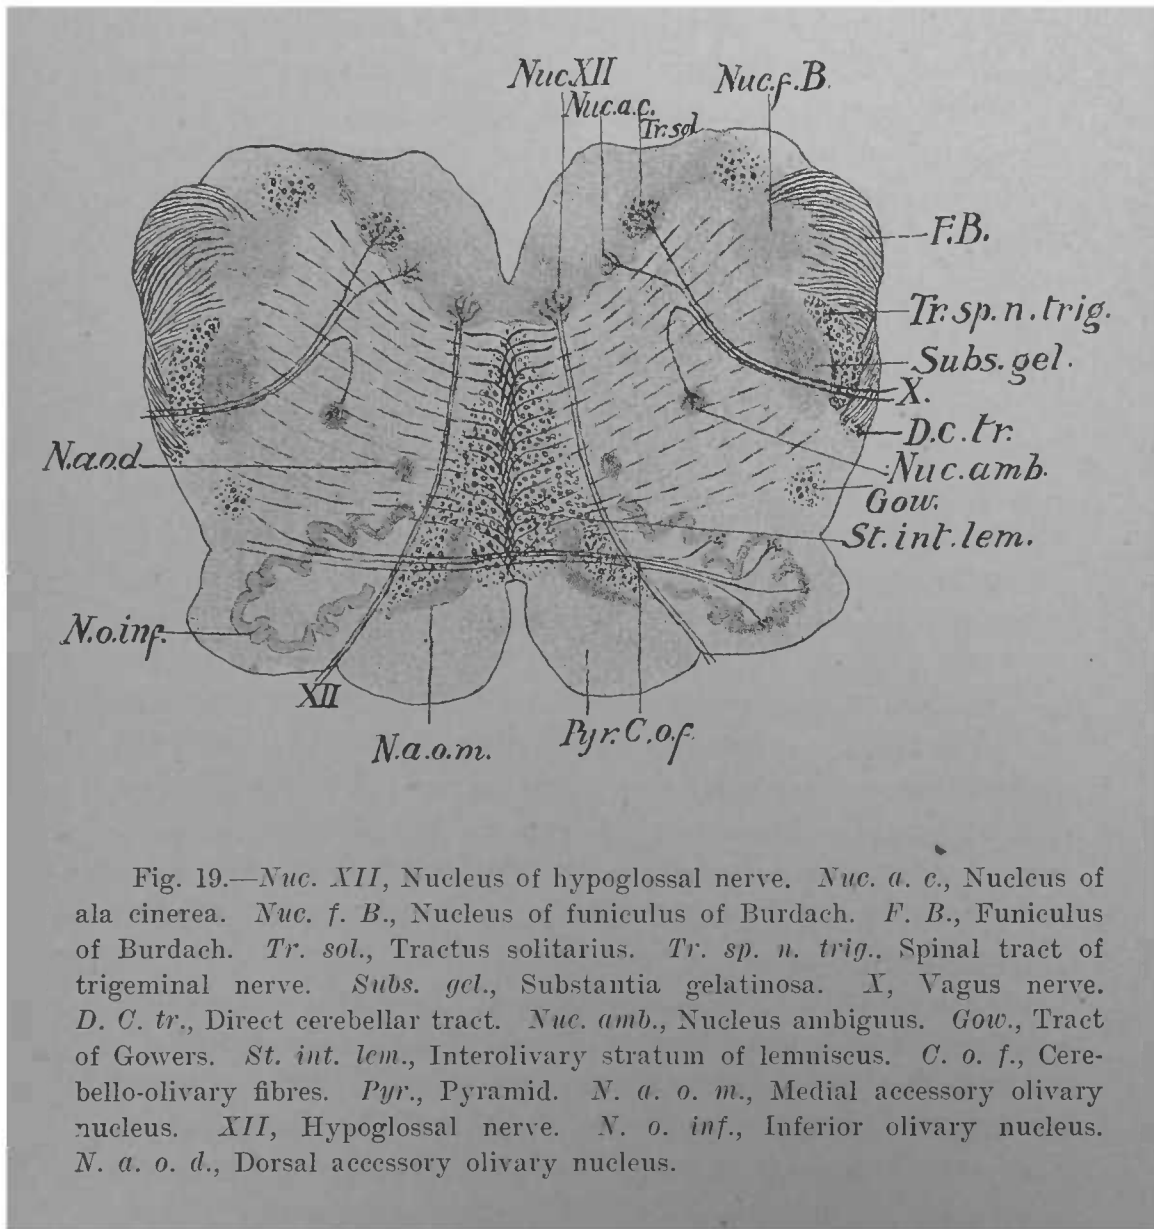 Nuc XII
Nuc.f.B.
Nuc.a.c.
Tr.sol
F.B.
Tr.sp.n.trig.
Subs.gel.
X.
D.c.tr.
N.a.o.d
Nuc.amb.
Gow.
St.int.lem.
N.o.inf.
XII
N.a.o.m.
Pyr. C.o.f.
Fig. 19.—Nuc. XII, Nucleus of hypoglossal nerve. Nuc. a. c., Nucleus of
ala cinerea. Nuc. f. B., Nucleus of funiculus of Burdach. F. B., Funiculus
of Burdach. Tr. sol., Tractus solitarius. Tr. sp. n. trig.. Spinal tract of
trigeminal nerve. Subs. gel., Substantia gelatinosa. X, Vagus nerve.
D. C. tr., Direct cerebellar tract. Nuc. amb., Nucleus ambiguus. Gow., Tract
of Gowers. St. int. lem., Interolivary stratum of lemniscus. C. o. f., Cere-
bello-olivary fibres. Pyr., Pyramid. N. a. o. m., Medial accessory olivary
nucleus. XII, Hypoglossal nerve. N. o. inf., Inferior olivary nucleus.
N. a. o. d., Dorsal accessory olivary nucleus.